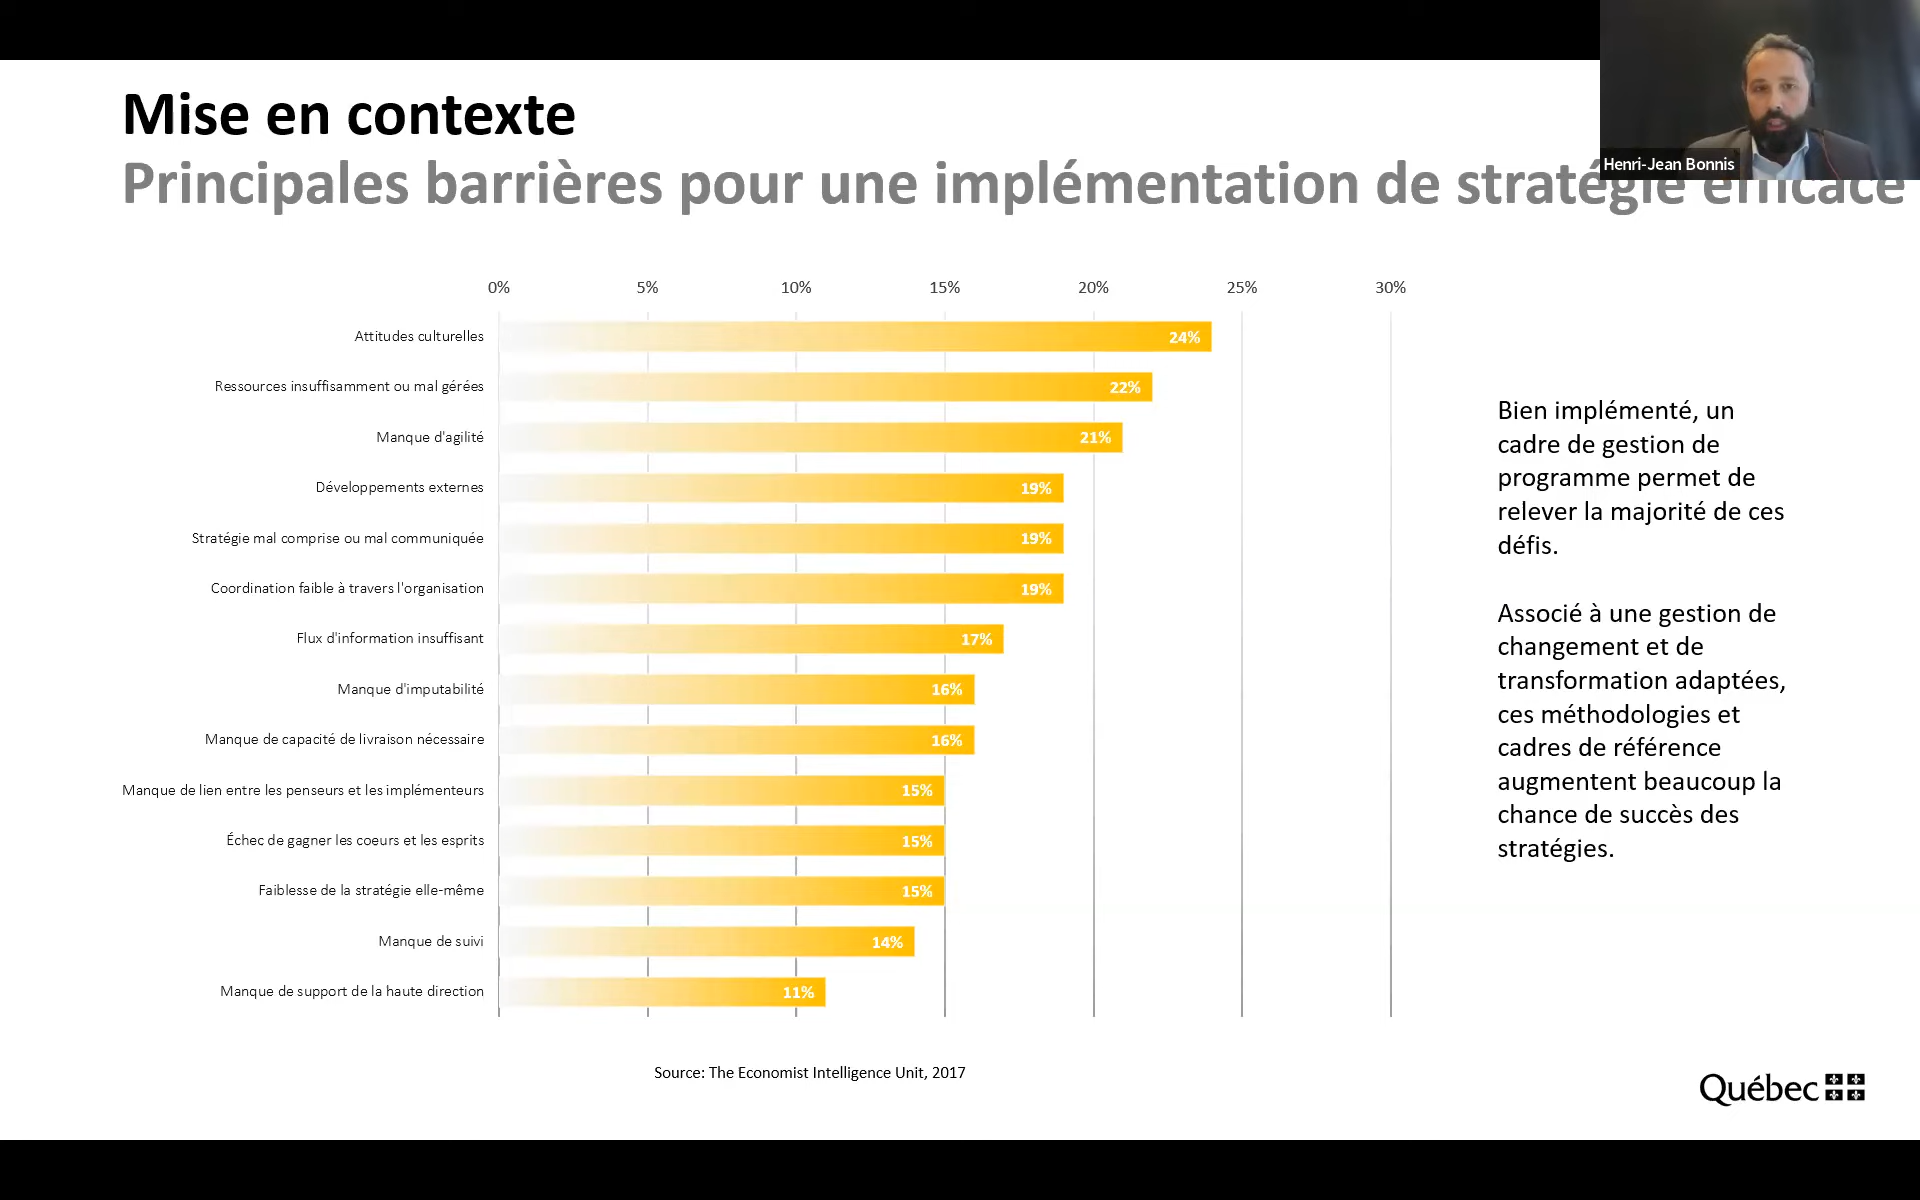 Mise en contexte
Principales barrières pour une implémentation de stratégie efficace
Henri-Jean Bonnis
0% 5% 10% 15% 20% 25% 30%
Attitudes culturelles 24%
Ressources insuffisamment ou mal gérées 22%
Manque d'agilité 21%
Développements externes 19%
Stratégie mal comprise ou mal communiquée 19%
Coordination faible à travers l'organisation 19%
Flux d'information insuffisant 17%
Manque d'imputabilité 16%
Manque de capacité de livraison nécessaire 16%
Manque de lien entre les penseurs et les implémenteurs 15%
Échec de gagner les coeurs et les esprits 15%
Faiblesse de la stratégie elle-même 15%
Manque de suivi 14%
Manque de support de la haute direction 11%
Bien implémenté, un
cadre de gestion de
programme permet de
relever la majorité de ces
défis.
Associé à une gestion de
changement et de
transformation adaptées,
ces méthodologies et
cadres de référence
augmentent beaucoup la
chance de succès des
stratégies.
Source: The Economist Intelligence Unit, 2017
Québec